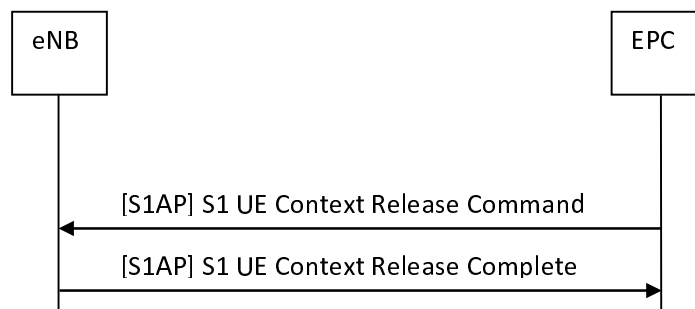 eNB
EPC
[S1AP] S1 UE Context Release Command
[S1AP] S1 UE Context Release Complete